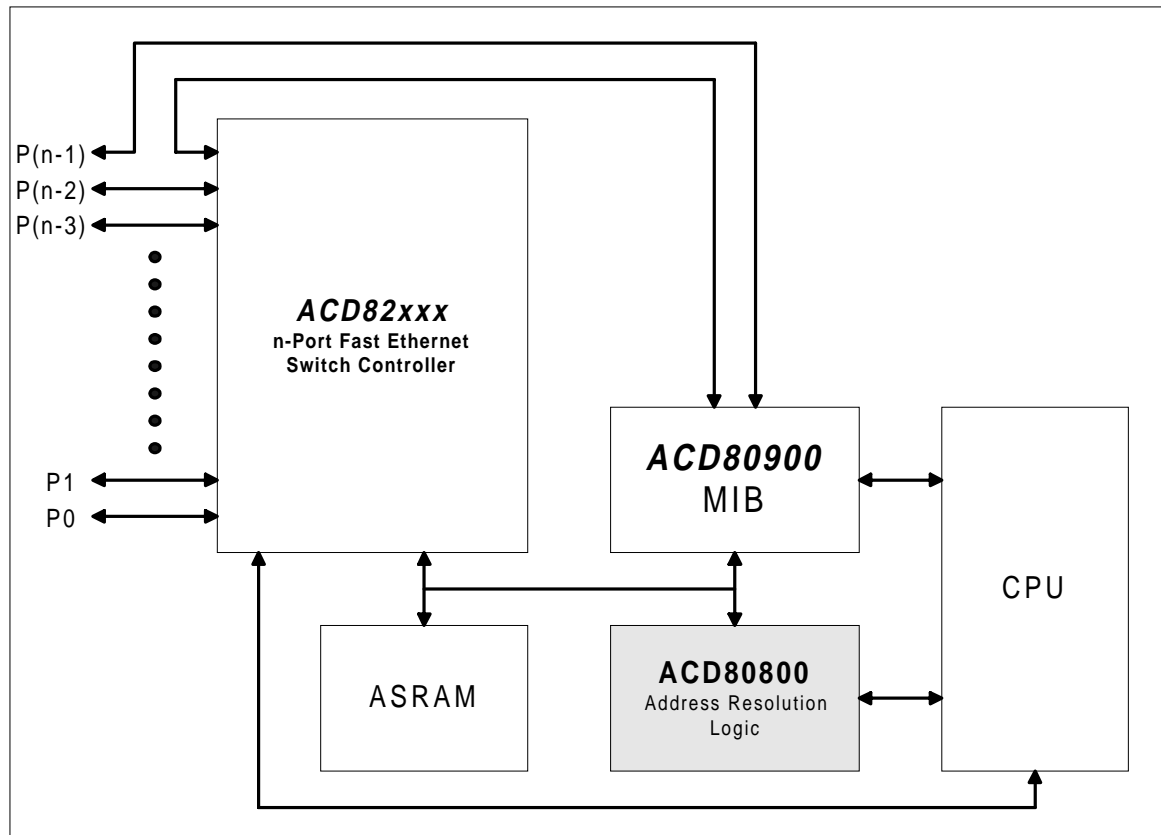 P(n-1)
P(n-2)
P(n-3)
ACD82xxx
n-Port Fast Ethernet
Switch Controller
P1
P0
ACD80900
MIB
CPU
ASRAM
ACD80800
Address Resolution
Logic